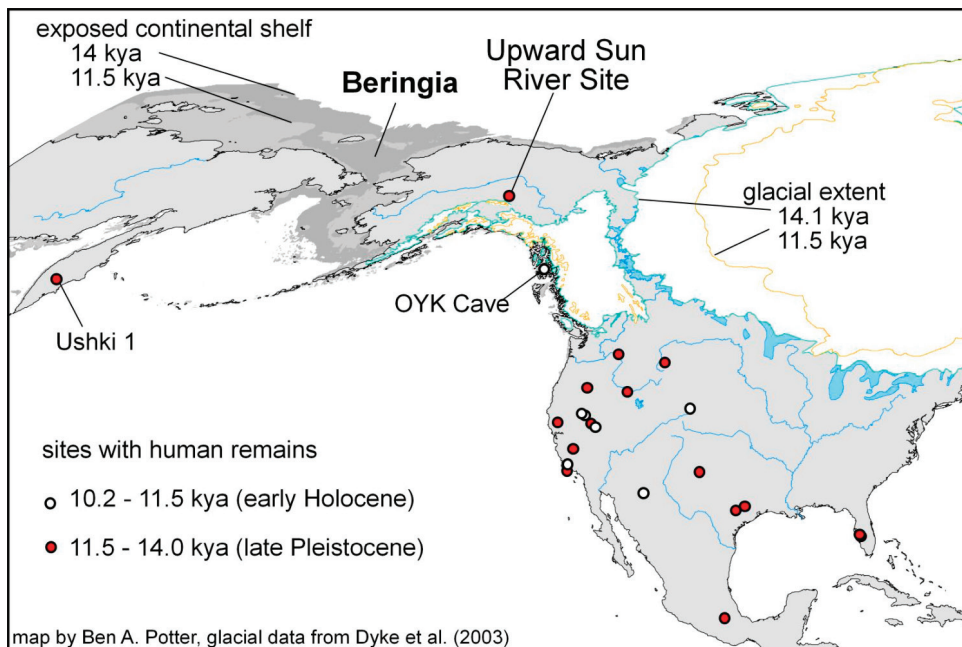 exposed continental shelf
14 kya
11.5 kya
Beringia
Upward Sun
River Site
glacial extent
14.1 kya
11.5 kya
OYK Cave
Ushki 1
sites with human remains
10.2 - 11.5 kya (early Holocene)
11.5 - 14.0 kya (late Pleistocene)
map by Ben A. Potter, glacial data from Dyke et al. (2003)